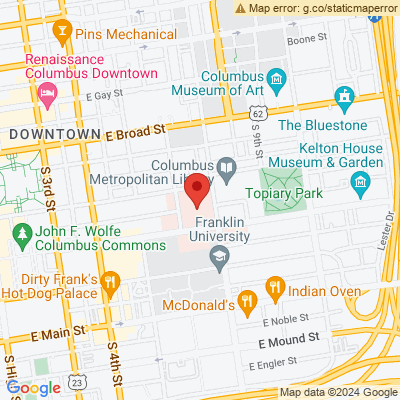 Map error: g.co/staticmaperror
Pins Mechanical
Boone St
Renaissance
Columbus Downtown
E Gay St
Columbus
Museum of Art
62
DOWNTOWN
E Broad St
S 9th St
The Bluestone
Kelton House
Museum & Garden
Columbus
Metropolitan Library
Topiary Park
S 3rd St
Lester Dr
John F. Wolfe
Columbus Commons
Franklin
University
Dirty Frank's
Hot Dog Palace
McDonald's
Indian Oven
E Noble St
E Main St
E Mound St
E Engler St
S Hi
S 4th St
23
Google
Map data ©2024 Google